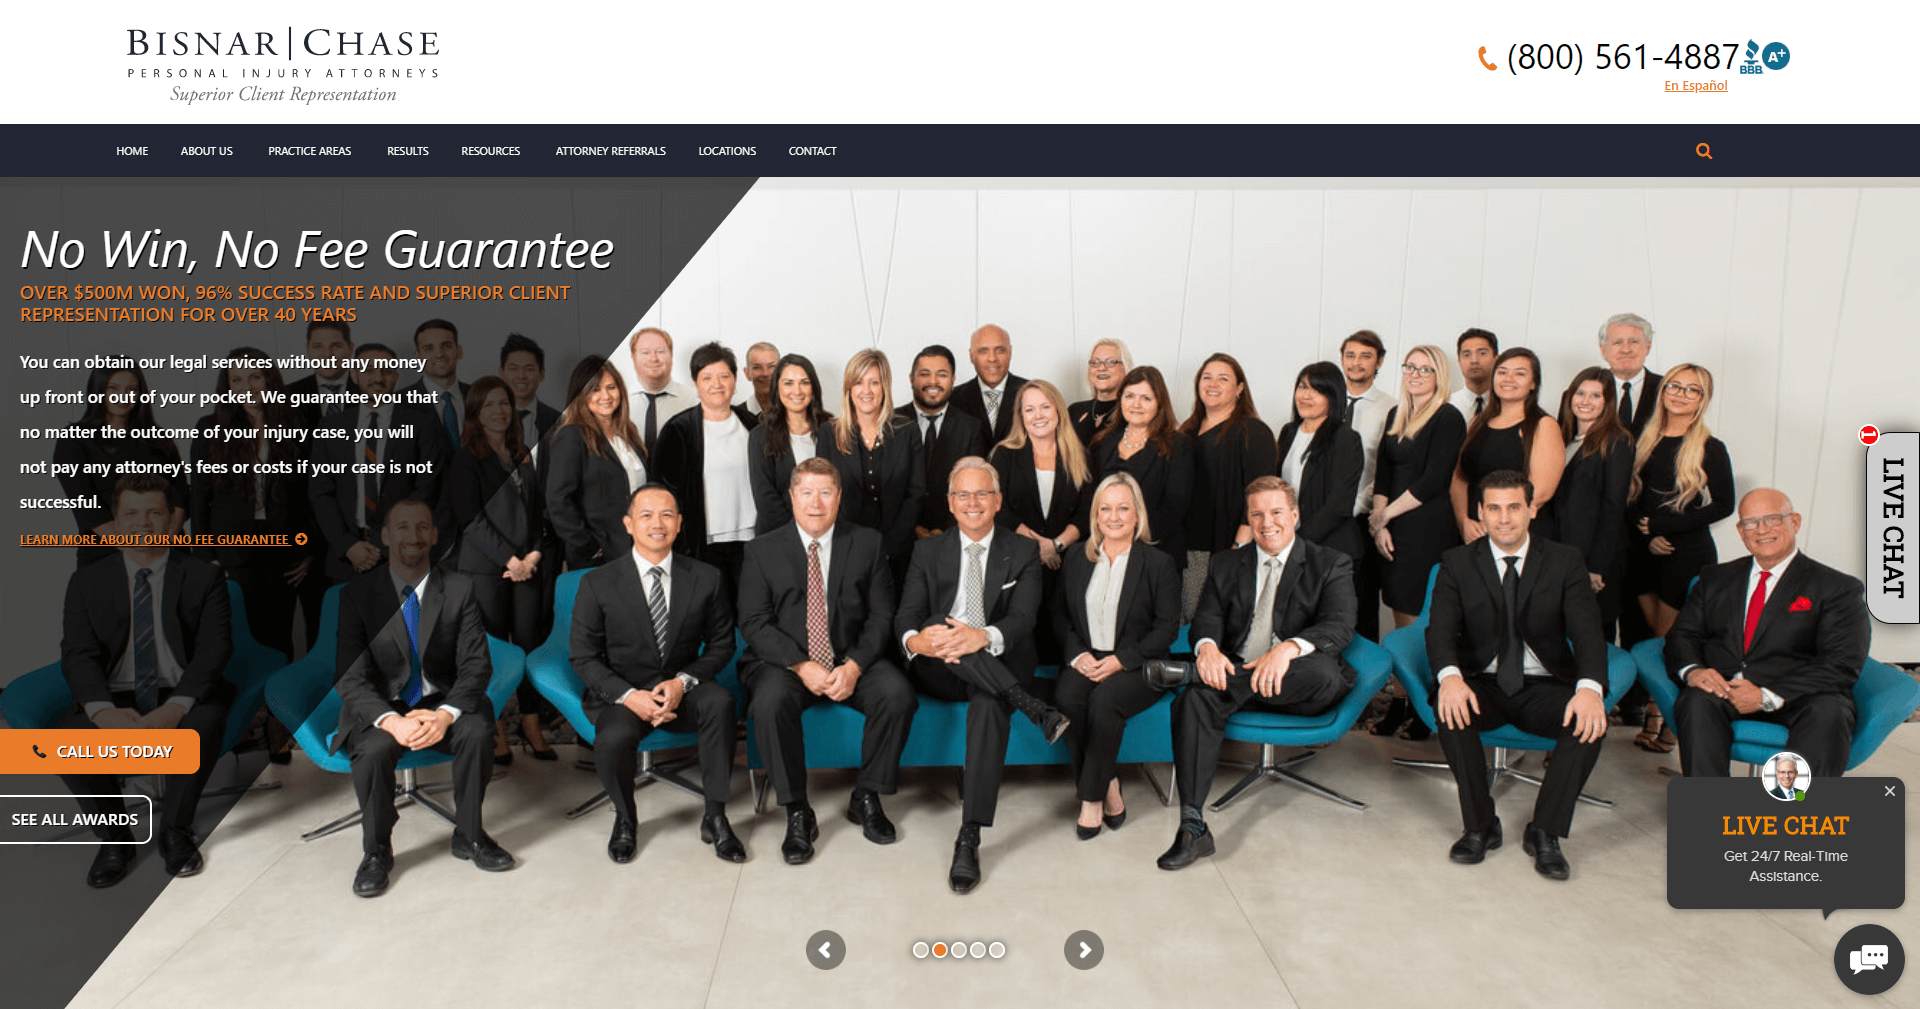 BISNAR|CHASE
PERSONAL INJURY ATTORNEYS
Superior Client Representation
(800) 561-4887
BBB
A+
En Español
HOME
ABOUT US
PRACTICE AREAS
RESULTS
RESOURCES
ATTORNEY REFERRALS
LOCATIONS
CONTACT
No Win, No Fee Guarantee
OVER $500M WON, 96% SUCCESS RATE AND SUPERIOR CLIENT
REPRESENTATION FOR OVER 40 YEARS
You can obtain our legal services without any money
up front or out of your pocket. We guarantee you that
no matter the outcome of your injury case, you will
not pay any attorney's fees or costs if your case is not
successful.
LEARN MORE ABOUT OUR NO FEE GUARANTEE
1
LIVE CHAT
CALL US TODAY
SEE ALL AWARDS
LIVE CHAT
Get 24/7 Real-Time
Assistance.